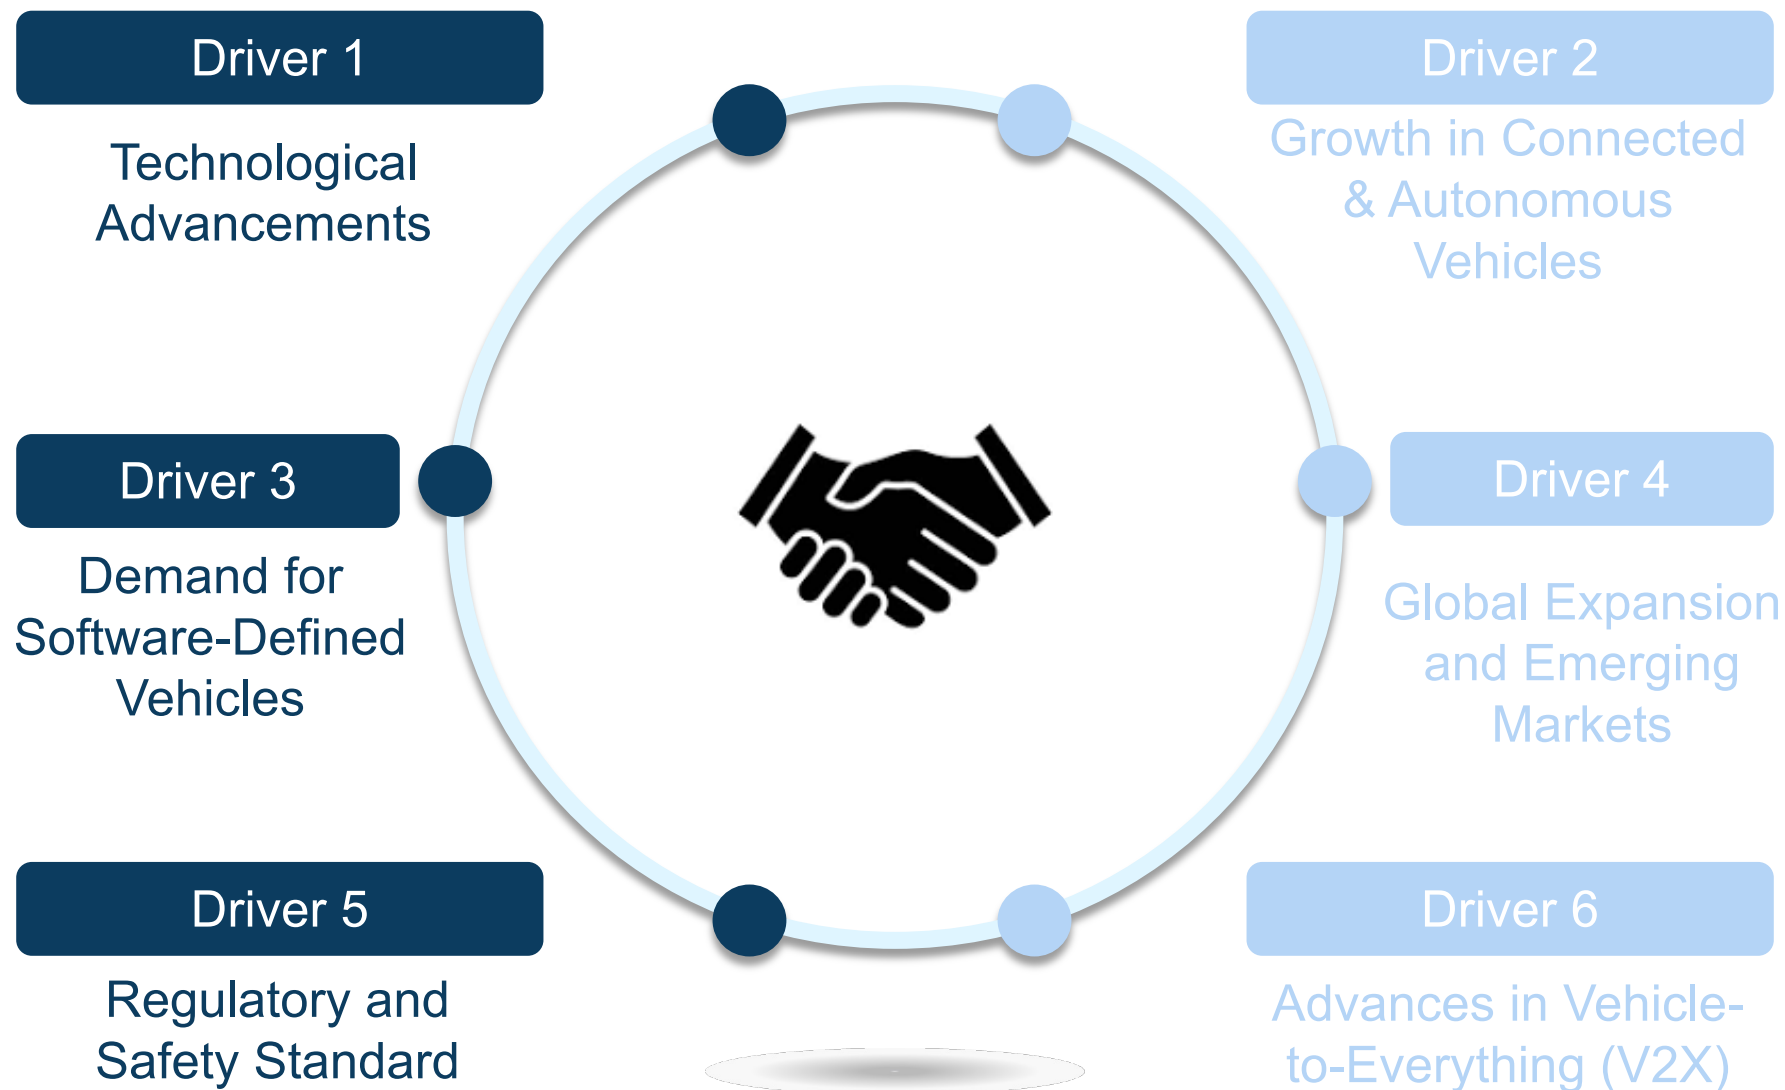 Driver 1
Technological
Advancements
Driver 2
Growth in Connected
& Autonomous
Vehicles
Driver 3
Demand for
Software-Defined
Vehicles
Driver 4
Global Expansion
and Emerging
Markets
Driver 5
Regulatory and
Safety Standard
Driver 6
Advances in Vehicle-
to-Everything (V2X)